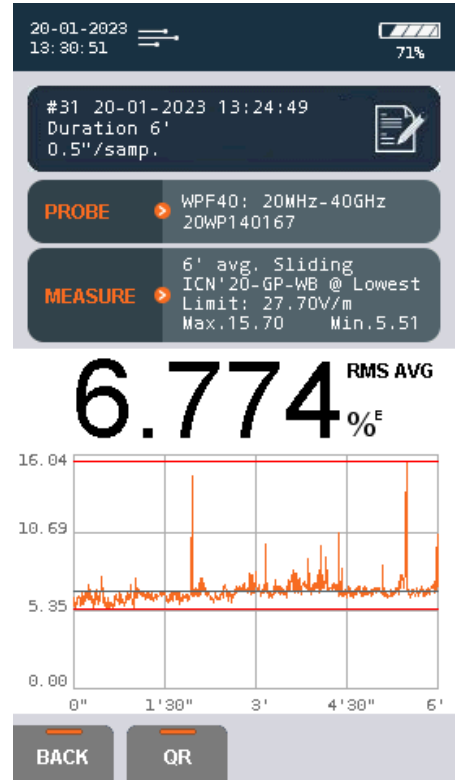 20-01-2023
13:30:51
71%
#31 20-01-2023 13:24:49
Duration 6'
0.5"/samp.
PROBE
WPF40: 20MHz-40GHz
20WP140167
MEASURE
6' avg. Sliding
ICN'20-GP-WB @ Lowest
Limit: 27.70V/m
Max.15.70 Min.5.51
6.774 RMS AVG
%E
16.04
10.69
5.35
0.00
0" 1'30" 3' 4'30" 6'
BACK QR